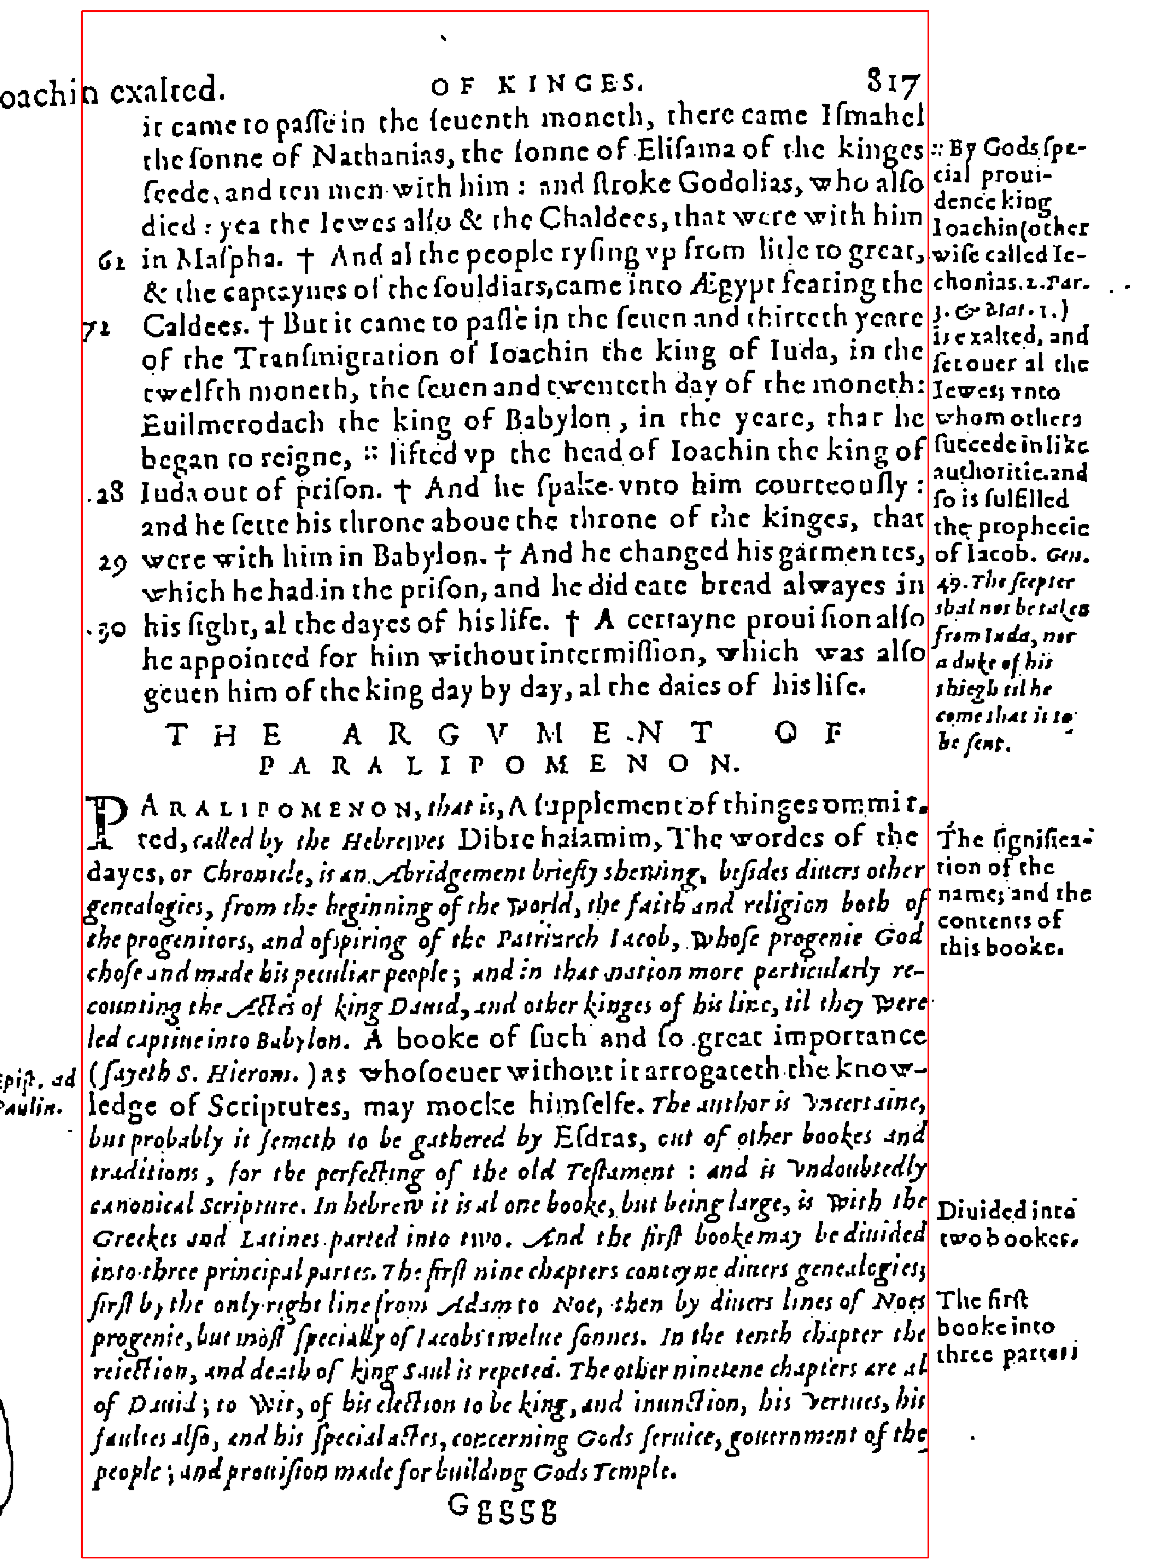 oachin exalted. OF KINGES. 817
it came to paſſe in the ſeuenth moneth, there came Iſmahel
the ſonne of Nathanias, the ſonne of Eliſama of the kinges
ſeede, and ten men with him : and ſtroke Godolias, who alſo
died : yea the Iewes alſo & the Chaldees, that were with him
61 in Maſpha. † And al the people ryſing vp from litle to great,
& the captaynes of the ſouldiars, came into Ægypt fearing the
71 Caldees. † But it came to paſſe in the ſeuen and thirteth yeare
of the Tranſmigration of Ioachin the king of Iuda, in the
twelfth moneth, the ſeuen and twenteth day of the moneth:
Euilmerodach the king of Babylon, in the yeare, that he
began to reigne, :: lifted vp the head of Ioachin the king of
.28 Iuda out of priſon. † And he ſpake vnto him courteouſly :
and he ſette his throne aboue the throne of the kinges, that
29 were with him in Babylon. † And he changed his garmentes,
which he had in the priſon, and he did eate bread alwayes in
.30 his ſight, al the dayes of his life. † A certayne prouiſion alſo
he appointed for him without intermiſſion, which was alſo
geuen him of the king day by day, al the daies of his life.
:: By Gods ſpe-
cial proui-
dence king
Ioachin (other
wiſe called Ie-
chonias. 1. Par.
3. & Mat. 1.)
is exalted, and
ſet ouer al the
Iewes; vnto
whom others
ſuccede in like
authoritie. and
ſo is fulfilled
the prophecie
of Iacob. Gen.
49. The ſcepter
shal not be taken
from Iuda, nor
a duke of his
thiegh til he
come that is to
be ſent.
THE ARGVMENT OF
PARALIPOMENON.
PARALIPOMENON, that is, A ſupplement of thinges ommit-
ted, called by the Hebrewes Dibre haiamim, The wordes of the
dayes, or Chronicle, is an Abridgement briefly shewing, beſides diuers other
genealogies, from the beginning of the world, the faith and religion both of
the progenitors, and ofspring of the Patriarch Iacob, whoſe progenie God
choſe and made his peculiar people; and in that nation more particularly re-
counting the Actes of king Dauid, and other kinges of his line, til they were
led captiue into Babylon. A booke of ſuch and ſo great importance
(ſayeth S. Hierom.) as whoſoeuer without it arrogateth the know-
ledge of Scriptures, may mocke himſelfe. The author is vncertaine,
but probably it ſemeth to be gathered by Eſdras, out of other bookes and
traditions, for the perfecting of the old Teſtament : and is vndoubtedly
canonical Scripture. In hebrew it is al one booke, but being large, is with the
Greekes and Latines parted into two. And the firſt booke may be diuided
into three principal partes. The firſt nine chapters conteyne diuers genealogies;
firſt by the only right line from Adam to Noe, then by diuers lines of Noes
progenie, but moſt ſpecially of Iacobs twelue ſonnes. In the tenth chapter the
reiection, and death of king Saul is repeted. The other ninetene chapters are al
of Dauid; to wit, of his election to be king, and inunction, his vertues, his
faultes alſo, and his ſpecial actes, concerning Gods ſeruice, gouernment of the
people; and prouiſion made for building Gods Temple.
The ſignifica-
tion of the
name; and the
contents of
this booke.
piſt. ad
Paulin.
Diuided into
two bookes.
The firſt
booke into
three partes;
Ggggg